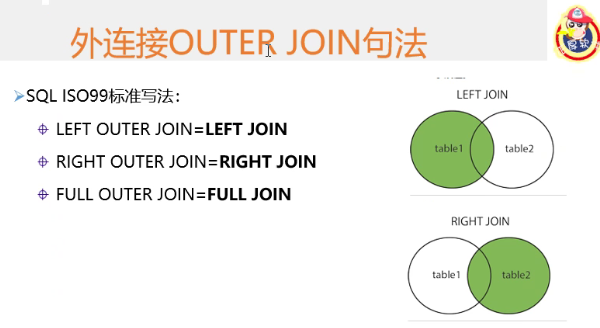 外连接OUTER JOIN句法
SQL ISO99标准写法：
LEFT OUTER JOIN=LEFT JOIN
RIGHT OUTER JOIN=RIGHT JOIN
FULL OUTER JOIN=FULL JOIN
LEFT JOIN
table1 table2
RIGHT JOIN
table1 table2